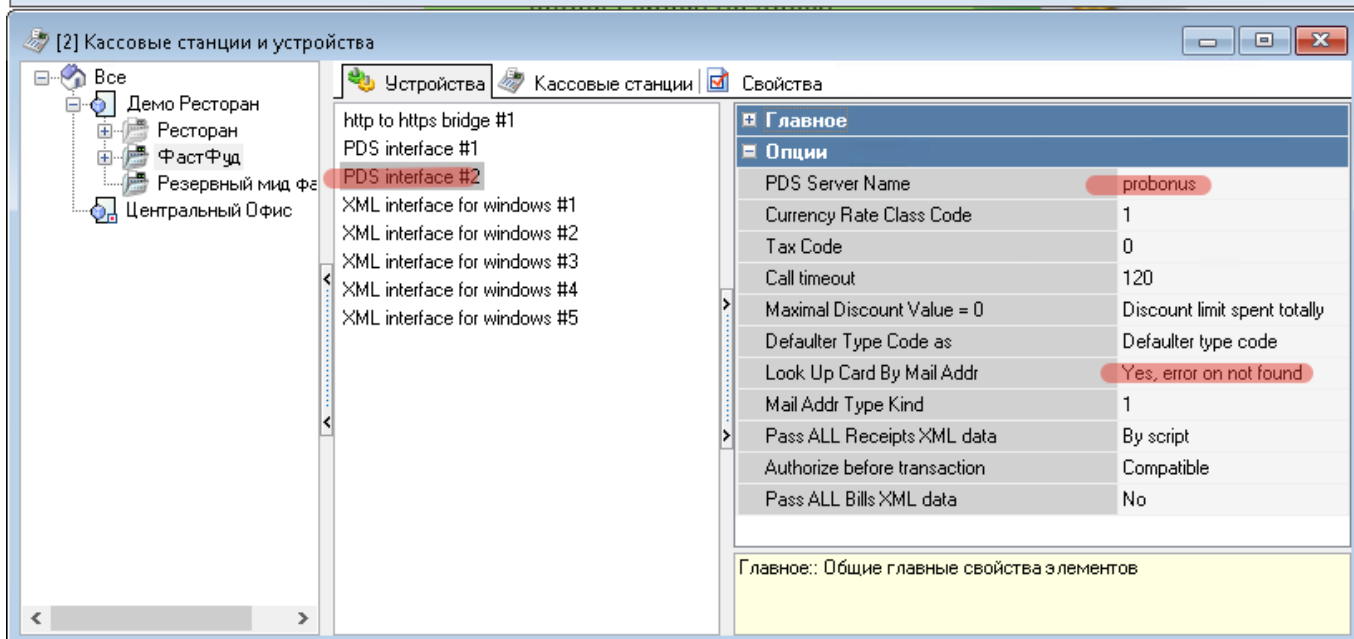 [2] Кассовые станции и устройства
Все
Демо Ресторан
Ресторан
ФастФуд
Резервный мид фа
Центральный Офис
Устройства
Кассовые станции
Свойства
http to https bridge #1
PDS interface #1
PDS interface #2
XML interface for windows #1
XML interface for windows #2
XML interface for windows #3
XML interface for windows #4
XML interface for windows #5
Главное
Опции
PDS Server Name probonus
Currency Rate Class Code 1
Tax Code 0
Call timeout 120
Maximal Discount Value = 0 Discount limit spent totally
Defaulter Type Code as Defaulter type code
Look Up Card By Mail Addr Yes, error on not found
Mail Addr Type Kind 1
Pass ALL Receipts XML data By script
Authorize before transaction Compatible
Pass ALL Bills XML data No
Главное:: Общие главные свойства элементов